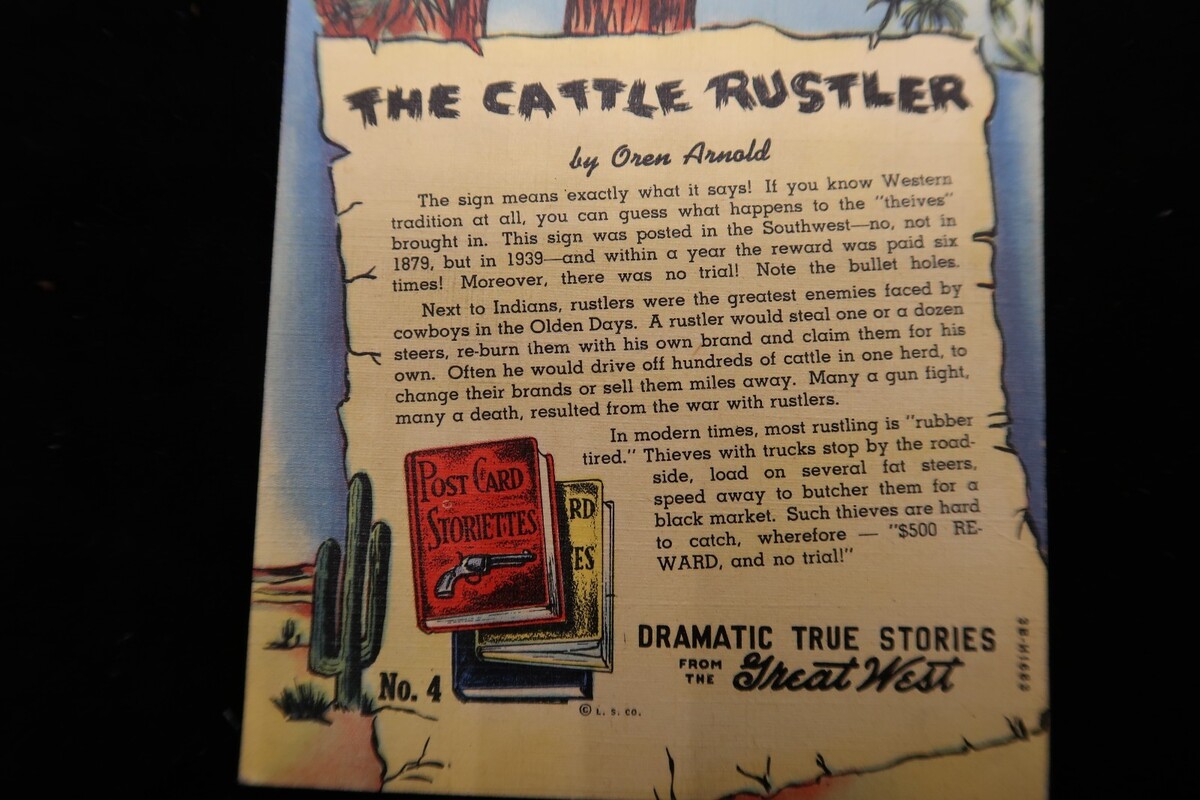 THE CATTLE RUSTLER
by Oren Arnold
The sign means exactly what it says! If you know Western
tradition at all, you can guess what happens to the "theives"
brought in. This sign was posted in the Southwest—no, not in
1879, but in 1939—and within a year the reward was paid six
times! Moreover, there was no trial! Note the bullet holes.
Next to Indians, rustlers were the greatest enemies faced by
cowboys in the Olden Days. A rustler would steal one or a dozen
steers, re-burn them with his own brand and claim them for his
own. Often he would drive off hundreds of cattle in one herd, to
change their brands or sell them miles away. Many a gun fight,
many a death, resulted from the war with rustlers.
In modern times, most rustling is "rubber
tired." Thieves with trucks stop by the road-
side, load on several fat steers,
speed away to butcher them for a
black market. Such thieves are hard
to catch, wherefore — "$500 RE-
WARD, and no trial!"
POST CARD
STORIETTES
RD
ES
No. 4
DRAMATIC TRUE STORIES
FROM THE Great West
© L. S. CO.